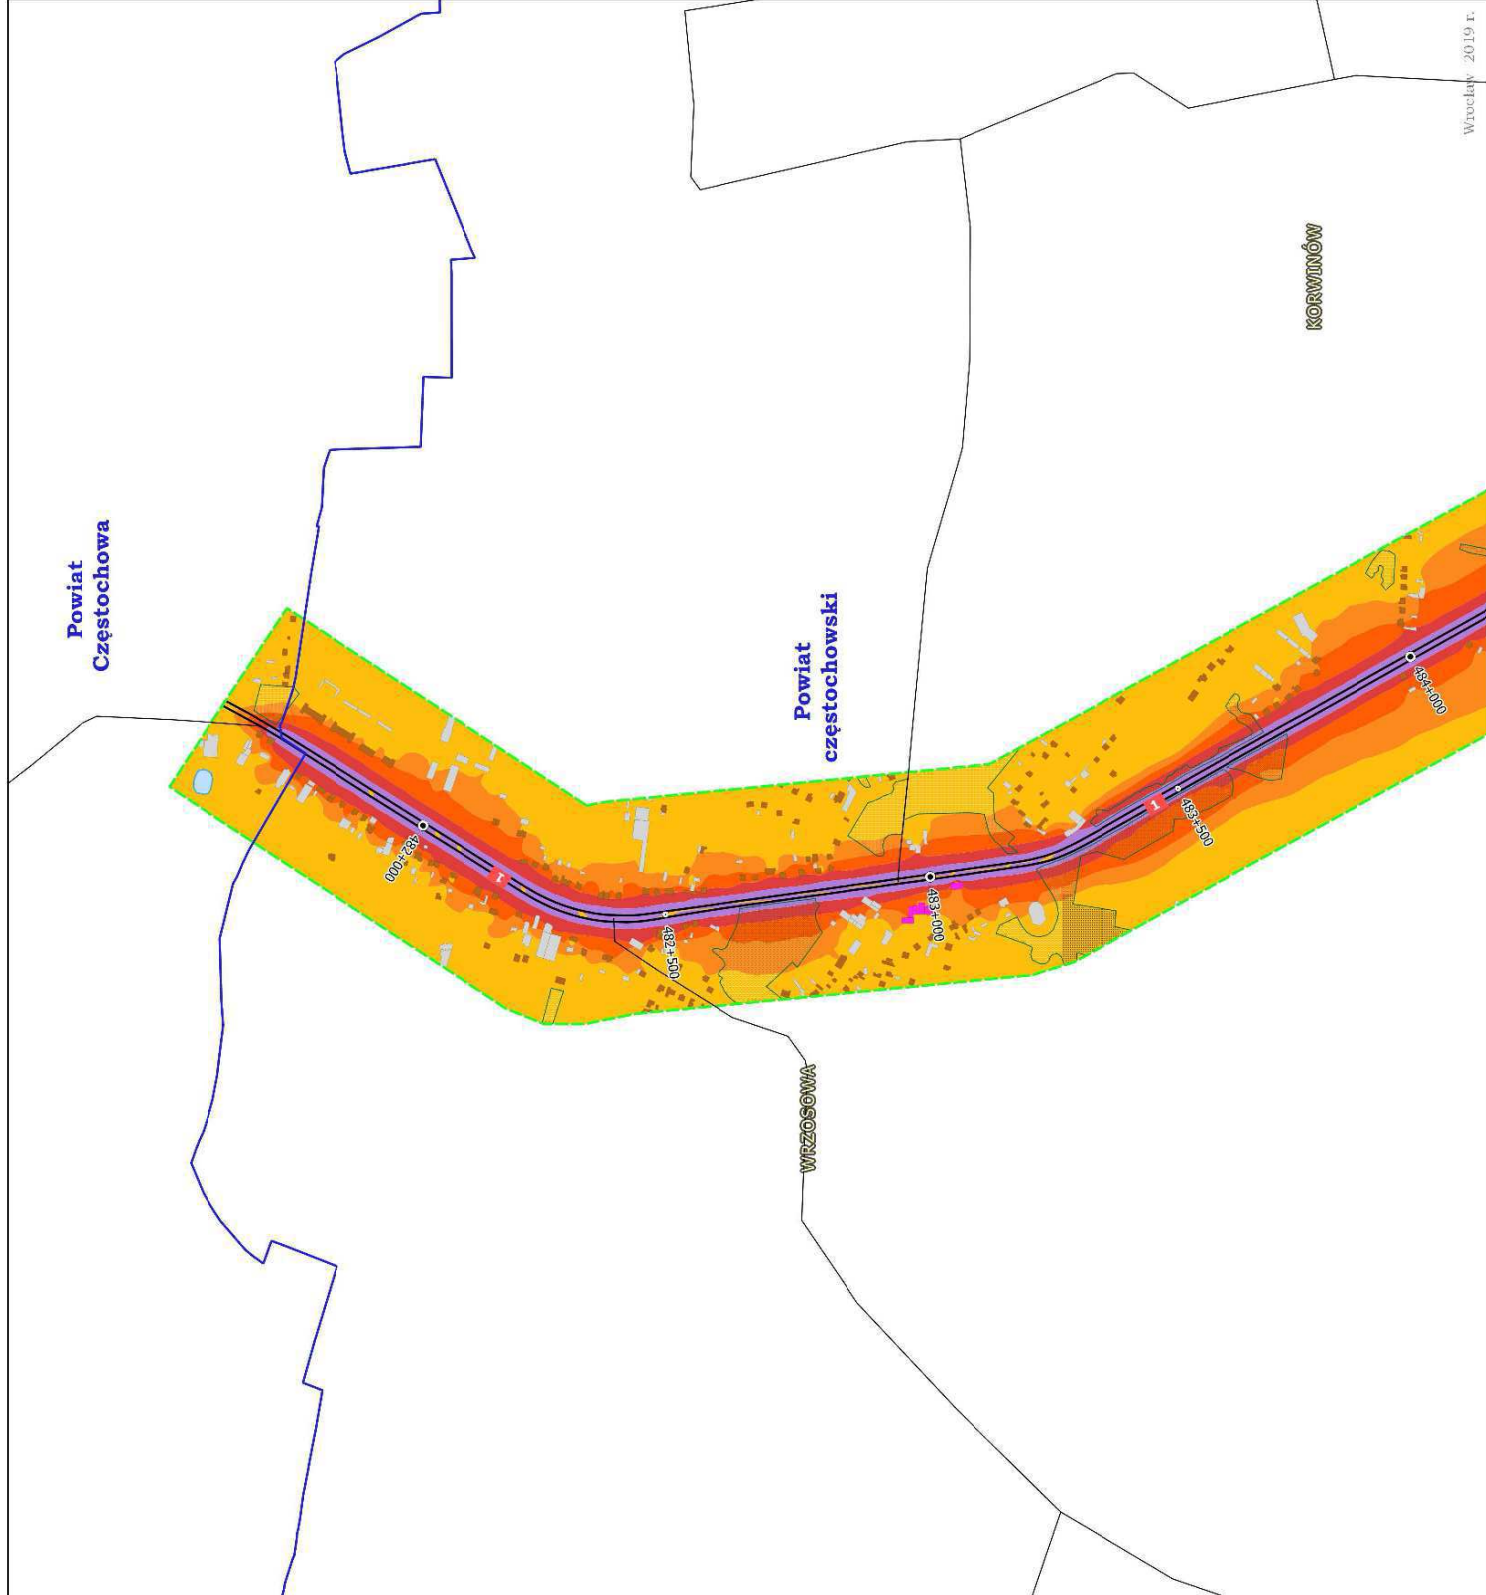 Wrocław 2019 r.
KORWINÓW
Powiat
Częstochowa
Powiat
częstochowski
484+000
1
483+500
482+000
1
483+000
482+500
WRZOSOWA